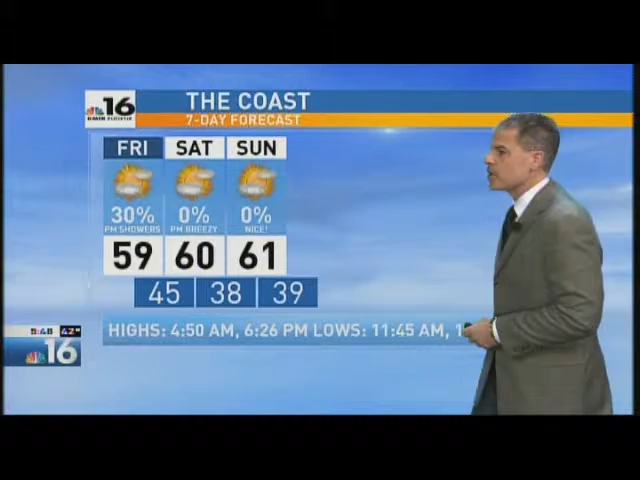 16
THE COAST
7-DAY FORECAST
FRI SAT SUN
30% 0% 0%
PM SHOWERS PM BREEZY NICE!
59 60 61
45 38 39
HIGHS: 4:50 AM, 6:26 PM LOWS: 11:45 AM, 1
5:48 42°
16